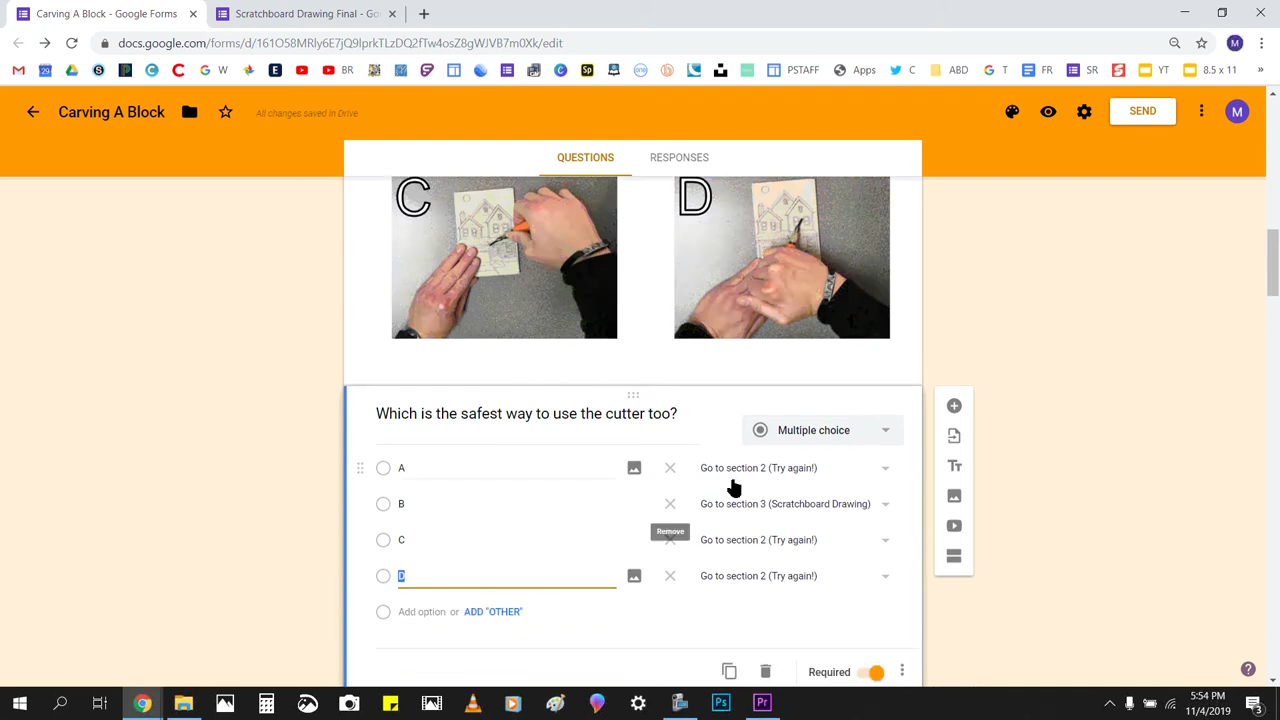 Carving A Block - Google Forms
Scratchboard Drawing Final - Go
docs.google.com/forms/d/161O58MRly6E7jQ9lprkTLzDQ2fTw4osZ8gWJVB7m0Xk/edit
M
31 W BR PSTAFF Apps C ABD T FR SR YT 8.5 x 11
Carving A Block
All changes saved in Drive
SEND
M
QUESTIONS RESPONSES
C D
Which is the safest way to use the cutter too?
Multiple choice
A Go to section 2 (Try again!)
B Go to section 3 (Scratchboard Drawing)
Remove
C Go to section 2 (Try again!)
D Go to section 2 (Try again!)
Add option or ADD "OTHER"
Required
5:54 PM
11/4/2019
3